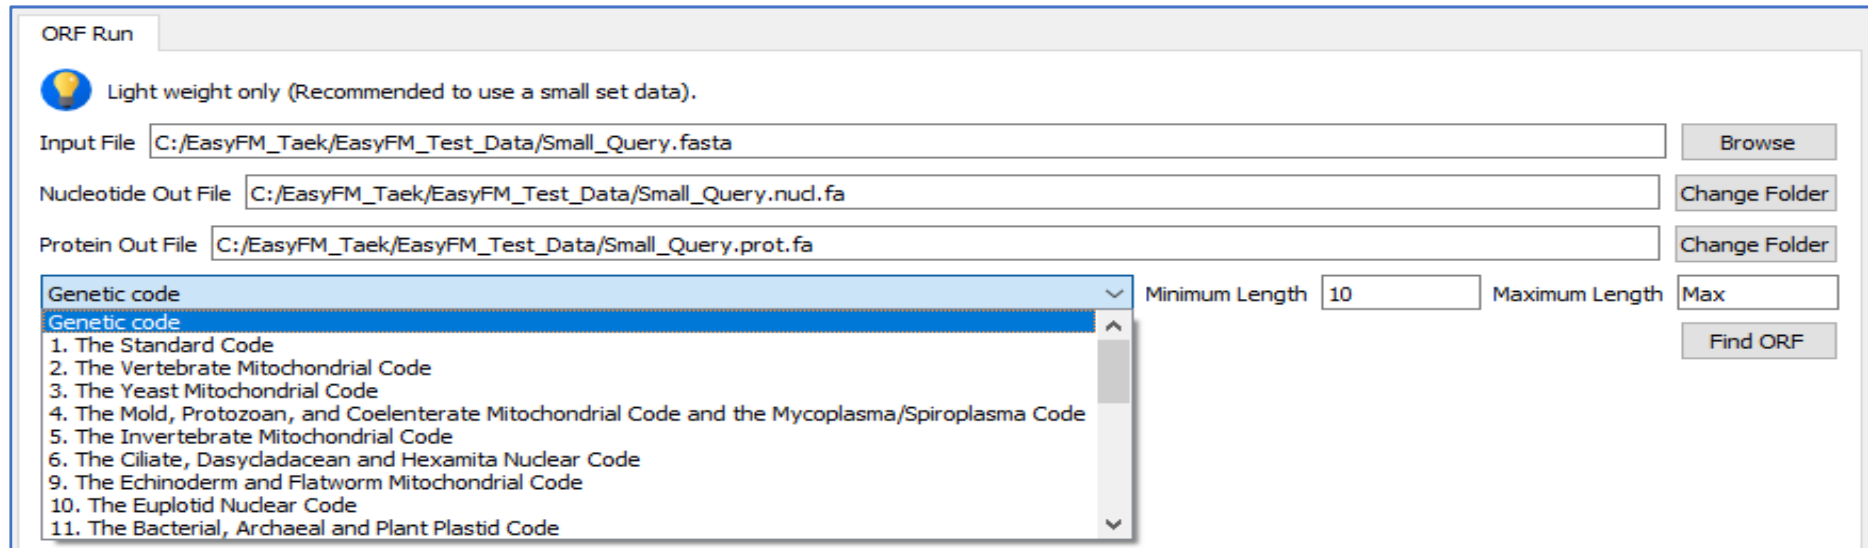 ORF Run
Light weight only (Recommended to use a small set data).
Input File C:/EasyFM_Taek/EasyFM_Test_Data/Small_Query.fasta Browse
Nucleotide Out File C:/EasyFM_Taek/EasyFM_Test_Data/Small_Query.nucl.fa Change Folder
Protein Out File C:/EasyFM_Taek/EasyFM_Test_Data/Small_Query.prot.fa Change Folder
Genetic code Minimum Length 10 Maximum Length Max
Genetic code
Find ORF
1. The Standard Code
2. The Vertebrate Mitochondrial Code
3. The Yeast Mitochondrial Code
4. The Mold, Protozoan, and Coelenterate Mitochondrial Code and the Mycoplasma/Spiroplasma Code
5. The Invertebrate Mitochondrial Code
6. The Ciliate, Dasycladacean and Hexamita Nuclear Code
9. The Echinoderm and Flatworm Mitochondrial Code
10. The Euplotid Nuclear Code
11. The Bacterial, Archaeal and Plant Plastid Code